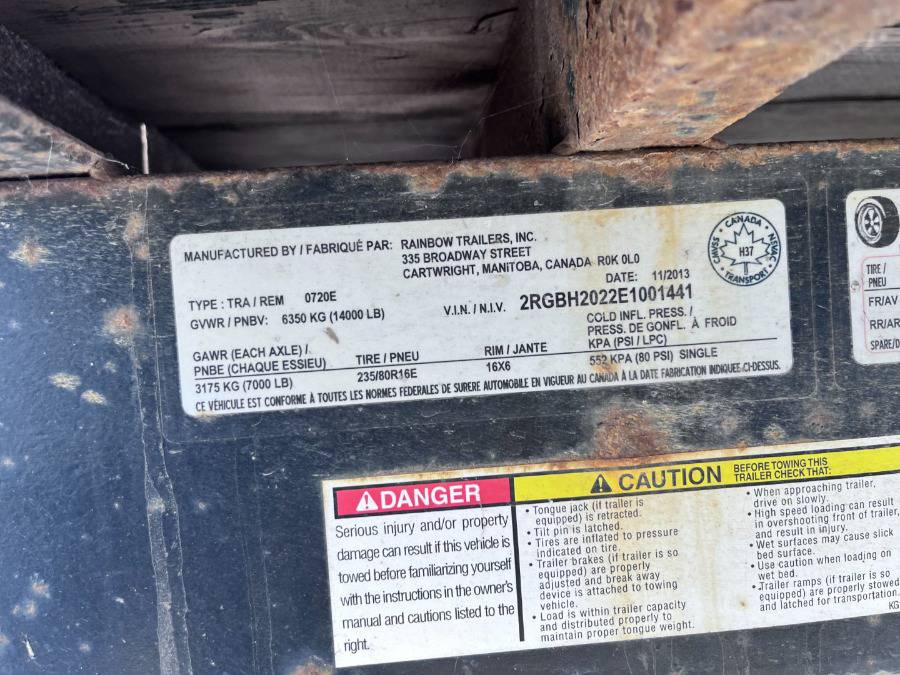 MANUFACTURED BY / FABRIQUÉ PAR: RAINBOW TRAILERS, INC.
335 BROADWAY STREET
CARTWRIGHT, MANITOBA, CANADA R0K 0L0
DATE: 11/2013
TYPE : TRA / REM 0720E
V.I.N. / N.I.V. 2RGBH2022E1001441
GVWR / PNBV: 6350 KG (14000 LB)
COLD INFL. PRESS. /
PRESS. DE GONFL. À FROID
KPA (PSI / LPC)
GAWR (EACH AXLE) /
PNBE (CHAQUE ESSIEU) TIRE / PNEU RIM / JANTE
3175 KG (7000 LB) 235/80R16E 16X6 552 KPA (80 PSI) SINGLE
CE VÉHICULE EST CONFORME À TOUTES LES NORMES FEDERALES DE SURERE AUTOMOBILE EN VIGUEUR AU CANADA À LA DATE FABRICATION INDIQUEE.CI-DESSUS.
CANADA
CMVSS
NSVAC
H37
TRANSPORT
TIRE /
PNEU
FR/AV
RR/AR
SPARE/D
DANGER
Serious injury and/or property
damage can result if this vehicle is
towed before familiarizing yourself
with the instructions in the owner's
manual and cautions listed to the
right.
CAUTION BEFORE TOWING THIS
TRAILER CHECK THAT:
• Tongue jack (if trailer is
equipped) is retracted.
• Tilt pin is latched.
• Tires are inflated to pressure
indicated on tire.
• Trailer brakes (if trailer is so
equipped) are properly
adjusted and break away
device is attached to towing
vehicle.
• Load is within trailer capacity
and distributed properly to
maintain proper tongue weight.
• When approaching trailer,
drive on slowly.
• High speed loading can result
in overshooting front of trailer,
and result in injury.
• Wet surfaces may cause slick
bed surface.
• Use caution when loading on
wet bed.
• Trailer ramps (if trailer is so
equipped) are properly stowed
and latched for transportation.
KG